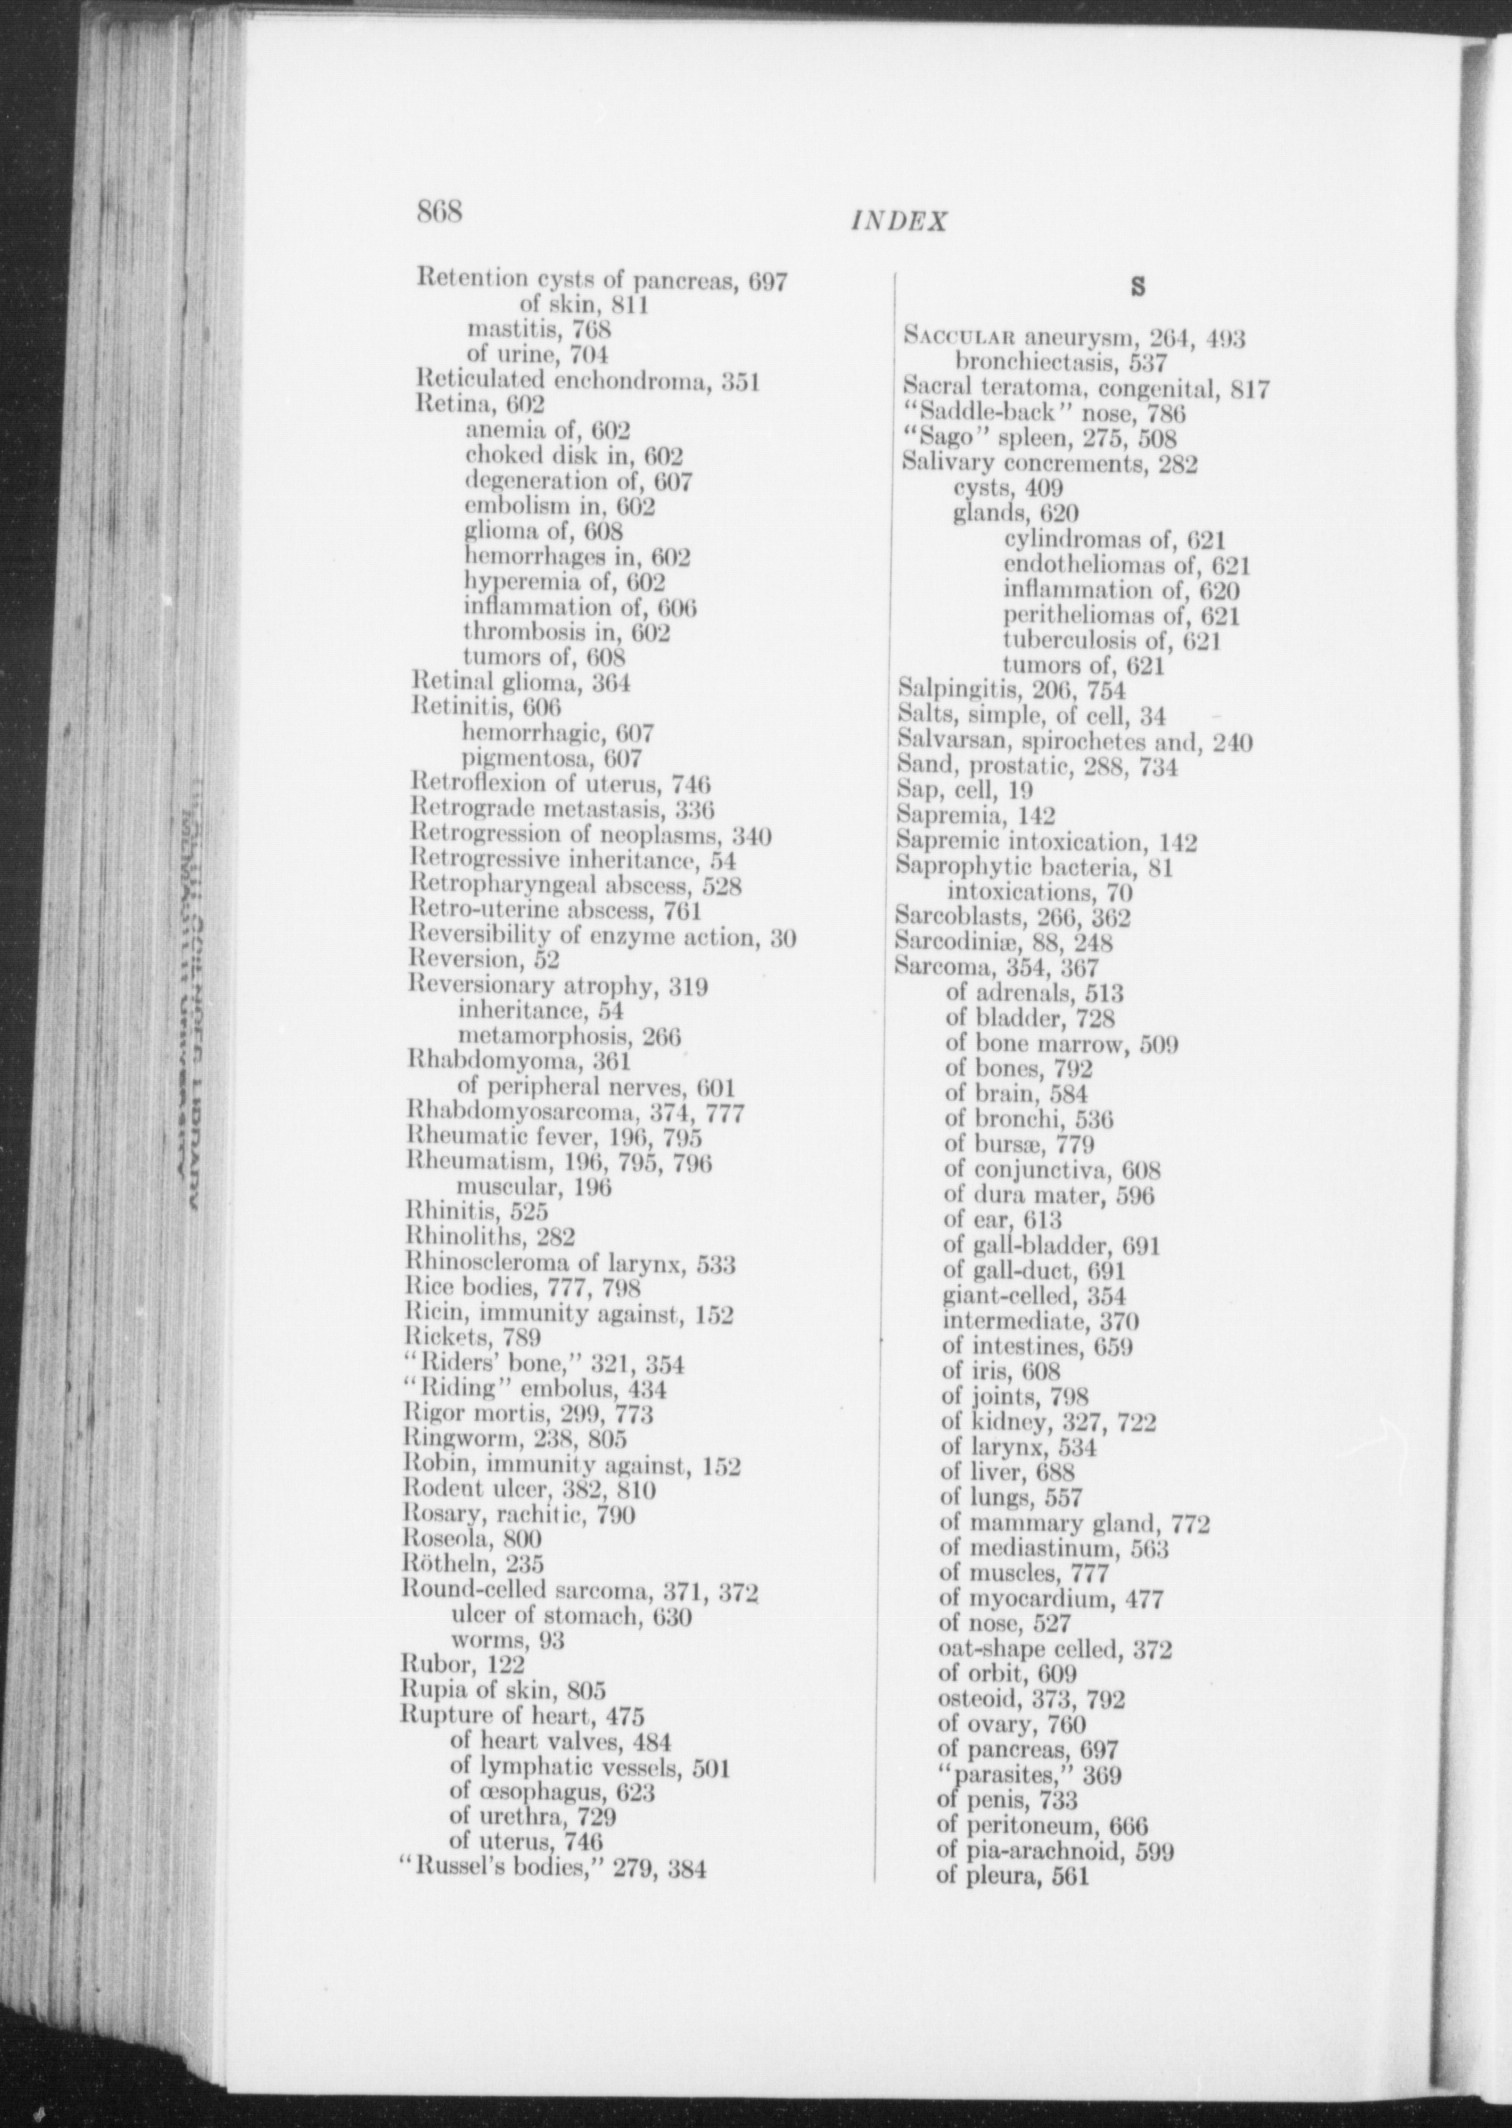 868
INDEX
Retention cysts of pancreas, 697
of skin, 811
mastitis, 768
of urine, 704
Reticulated enchondroma, 351
Retina, 602
anemia of, 602
choked disk in, 602
degeneration of, 607
embolism in, 602
glioma of, 608
hemorrhages in, 602
hyperemia of, 602
inflammation of, 606
thrombosis in, 602
tumors of, 608
Retinal glioma, 364
Retinitis, 606
hemorrhagic, 607
pigmentosa, 607
Retroflexion of uterus, 746
Retrograde metastasis, 336
Retrogression of neoplasms, 340
Retrogressive inheritance, 54
Retropharyngeal abscess, 528
Retro-uterine abscess, 761
Reversibility of enzyme action, 30
Reversion, 52
Reversionary atrophy, 319
inheritance, 54
metamorphosis, 266
Rhabdomyoma, 361
of peripheral nerves, 601
Rhabdomyosarcoma, 374, 777
Rheumatic fever, 196, 795
Rheumatism, 196, 795, 796
muscular, 196
Rhinitis, 525
Rhinoliths, 282
Rhinoscleroma of larynx, 533
Rice bodies, 777, 798
Ricin, immunity against, 152
Rickets, 789
"Riders' bone," 321, 354
"Riding" embolus, 434
Rigor mortis, 299, 773
Ringworm, 238, 805
Robin, immunity against, 152
Rodent ulcer, 382, 810
Rosary, rachitic, 790
Roseola, 800
Rötheln, 235
Round-celled sarcoma, 371, 372
ulcer of stomach, 630
worms, 93
Rubor, 122
Rupia of skin, 805
Rupture of heart, 475
of heart valves, 484
of lymphatic vessels, 501
of œsophagus, 623
of urethra, 729
of uterus, 746
"Russel's bodies," 279, 384
S
SACCULAR aneurysm, 264, 493
bronchiectasis, 537
Sacral teratoma, congenital, 817
"Saddle-back" nose, 786
"Sago" spleen, 275, 508
Salivary concrements, 282
cysts, 409
glands, 620
cylindromas of, 621
endotheliomas of, 621
inflammation of, 620
peritheliomas of, 621
tuberculosis of, 621
tumors of, 621
Salpingitis, 206, 754
Salts, simple, of cell, 34
Salvarsan, spirochetes and, 240
Sand, prostatic, 288, 734
Sap, cell, 19
Sapremia, 142
Sapremic intoxication, 142
Saprophytic bacteria, 81
intoxications, 70
Sarcoblasts, 266, 362
Sarcodiniæ, 88, 248
Sarcoma, 354, 367
of adrenals, 513
of bladder, 728
of bone marrow, 509
of bones, 792
of brain, 584
of bronchi, 536
of bursæ, 779
of conjunctiva, 608
of dura mater, 596
of ear, 613
of gall-bladder, 691
of gall-duct, 691
giant-celled, 354
intermediate, 370
of intestines, 659
of iris, 608
of joints, 798
of kidney, 327, 722
of larynx, 534
of liver, 688
of lungs, 557
of mammary gland, 772
of mediastinum, 563
of muscles, 777
of myocardium, 477
of nose, 527
oat-shape celled, 372
of orbit, 609
osteoid, 373, 792
of ovary, 760
of pancreas, 697
"parasites," 369
of penis, 733
of peritoneum, 666
of pia-arachnoid, 599
of pleura, 561